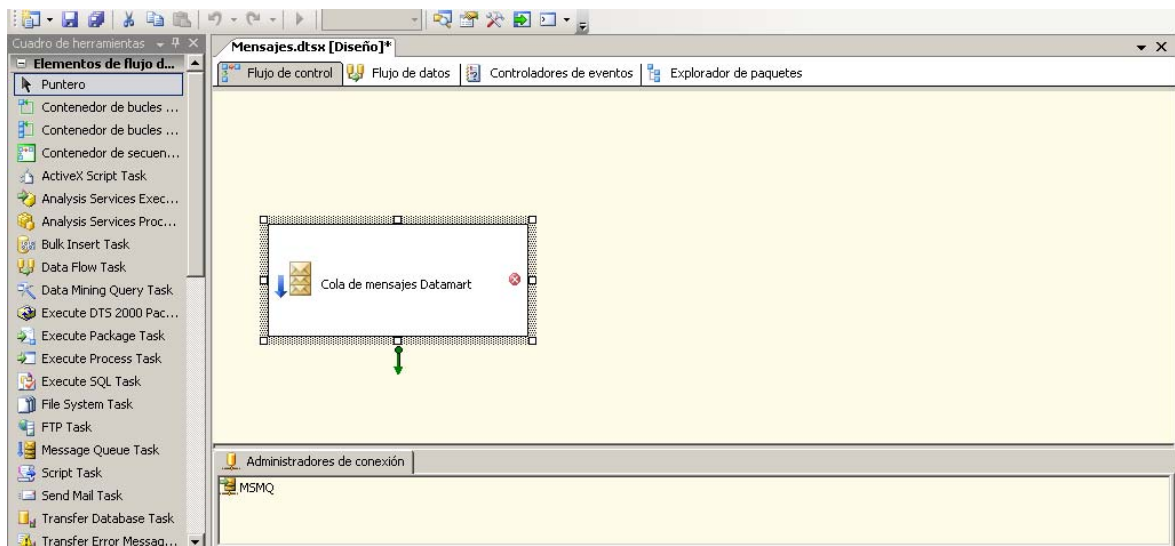 Cuadro de herramientas
Mensajes.dtsx [Diseño]*
Elementos de flujo d...
Flujo de control
Flujo de datos
Controladores de eventos
Explorador de paquetes
Puntero
Contenedor de bucles ...
Contenedor de bucles ...
Contenedor de secuen...
ActiveX Script Task
Analysis Services Exec...
Analysis Services Proc...
Bulk Insert Task
Data Flow Task
Data Mining Query Task
Execute DTS 2000 Pac...
Execute Package Task
Execute Process Task
Execute SQL Task
File System Task
FTP Task
Message Queue Task
Script Task
Send Mail Task
Transfer Database Task
Transfer Error Messag...
Cola de mensajes Datamart
Administradores de conexión
MSMQ